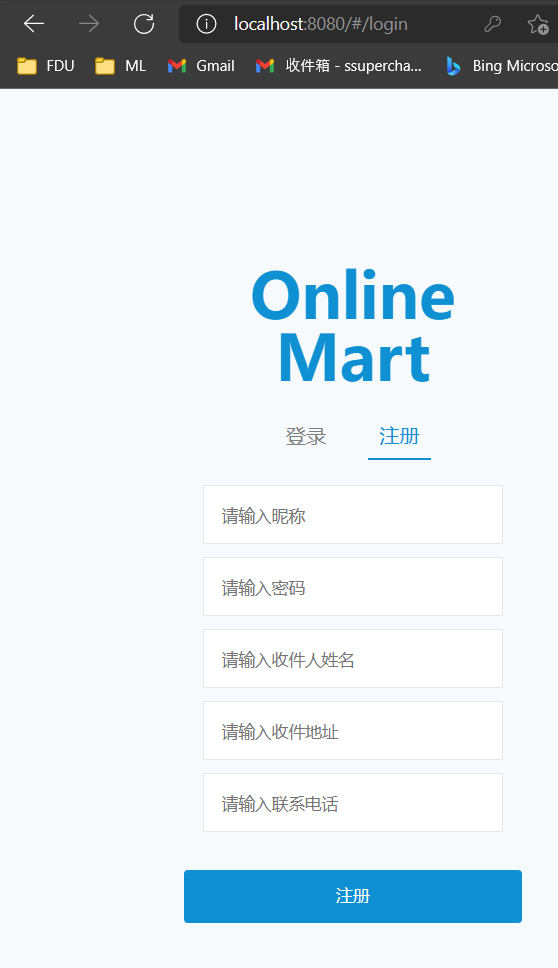 localhost:8080/#/login
FDU ML Gmail 收件箱 - ssupercha... Bing Microso
Online
Mart
登录 注册
请输入昵称
请输入密码
请输入收件人姓名
请输入收件地址
请输入联系电话
注册